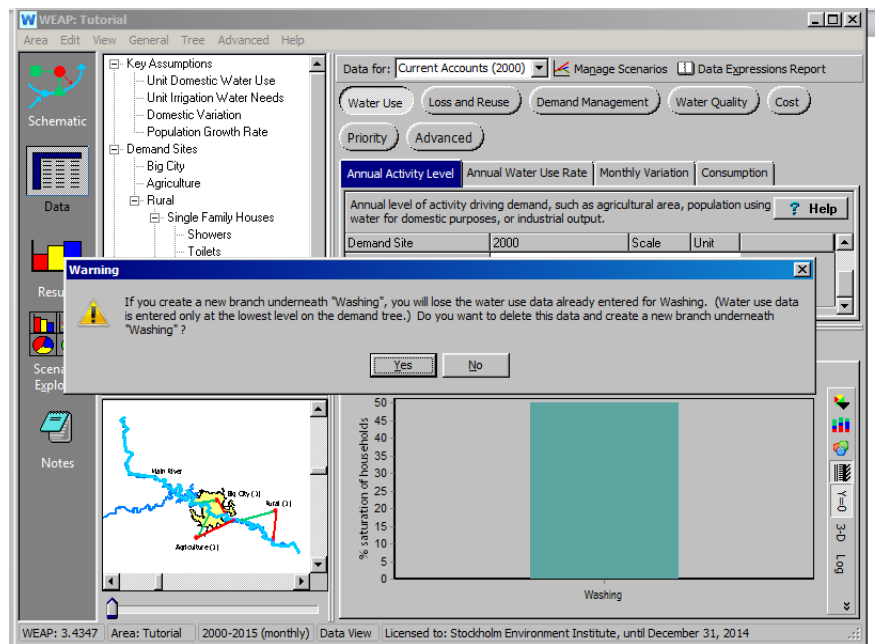 WEAP: Tutorial
Area Edit View General Tree Advanced Help
Schematic
Data
Resu
Scena
Explo
Notes
Key Assumptions
Unit Domestic Water Use
Unit Irrigation Water Needs
Domestic Variation
Population Growth Rate
Demand Sites
Big City
Agriculture
Rural
Single Family Houses
Showers
Toilets
Data for: Current Accounts (2000) Manage Scenarios Data Expressions Report
Water Use Loss and Reuse Demand Management Water Quality Cost
Priority Advanced
Annual Activity Level Annual Water Use Rate Monthly Variation Consumption
Annual level of activity driving demand, such as agricultural area, population using
water for domestic purposes, or industrial output.
? Help
Demand Site 2000 Scale Unit
Warning
If you create a new branch underneath "Washing", you will lose the water use data already entered for Washing. (Water use data
is entered only at the lowest level on the demand tree.) Do you want to delete this data and create a new branch underneath
"Washing" ?
Yes No
Main River
Big City (1)
Rural (3)
Agriculture (1)
% saturation of households
50
45
40
35
30
25
20
15
10
5
0
Washing
Y=0
3-D
Log
WEAP: 3.4347 Area: Tutorial 2000-2015 (monthly) Data View Licensed to: Stockholm Environment Institute, until December 31, 2014